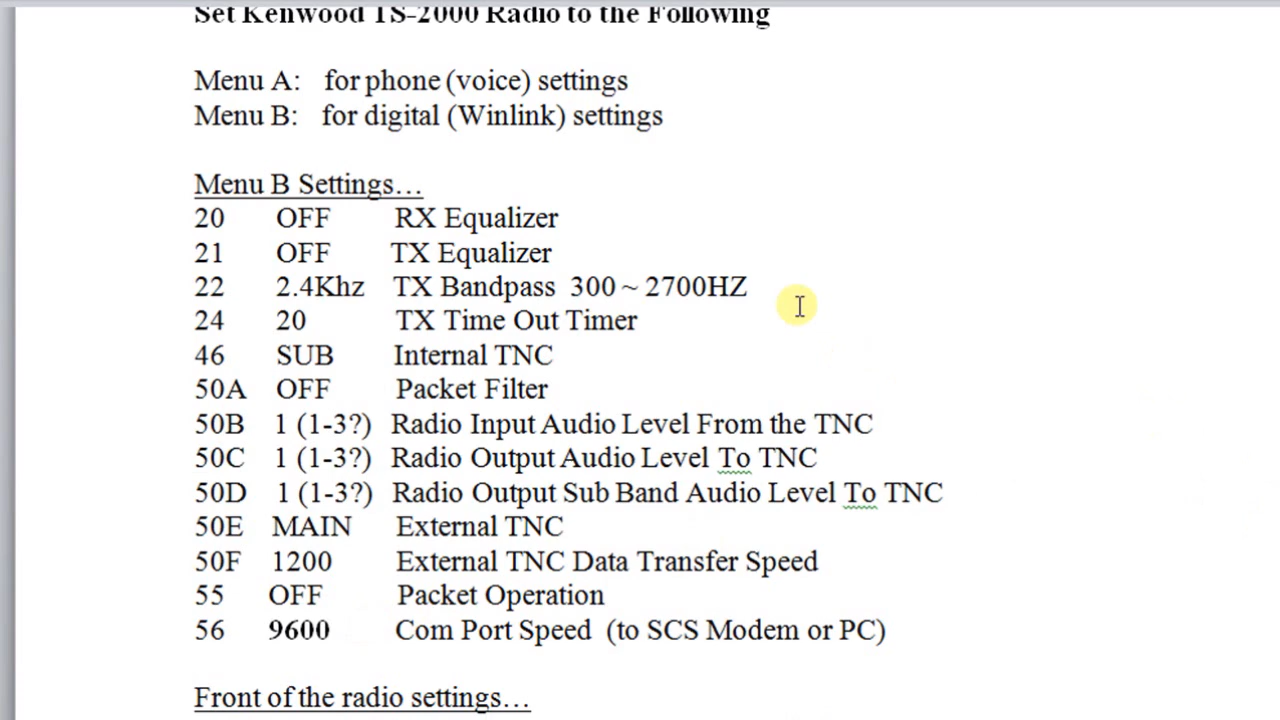 Set Kenwood TS-2000 Radio to the Following
Menu A: for phone (voice) settings
Menu B: for digital (Winlink) settings
Menu B Settings…
20 OFF RX Equalizer
21 OFF TX Equalizer
22 2.4Khz TX Bandpass 300 ~ 2700HZ
24 20 TX Time Out Timer
46 SUB Internal TNC
50A OFF Packet Filter
50B 1 (1-3?) Radio Input Audio Level From the TNC
50C 1 (1-3?) Radio Output Audio Level To TNC
50D 1 (1-3?) Radio Output Sub Band Audio Level To TNC
50E MAIN External TNC
50F 1200 External TNC Data Transfer Speed
55 OFF Packet Operation
56 9600 Com Port Speed (to SCS Modem or PC)
Front of the radio settings…